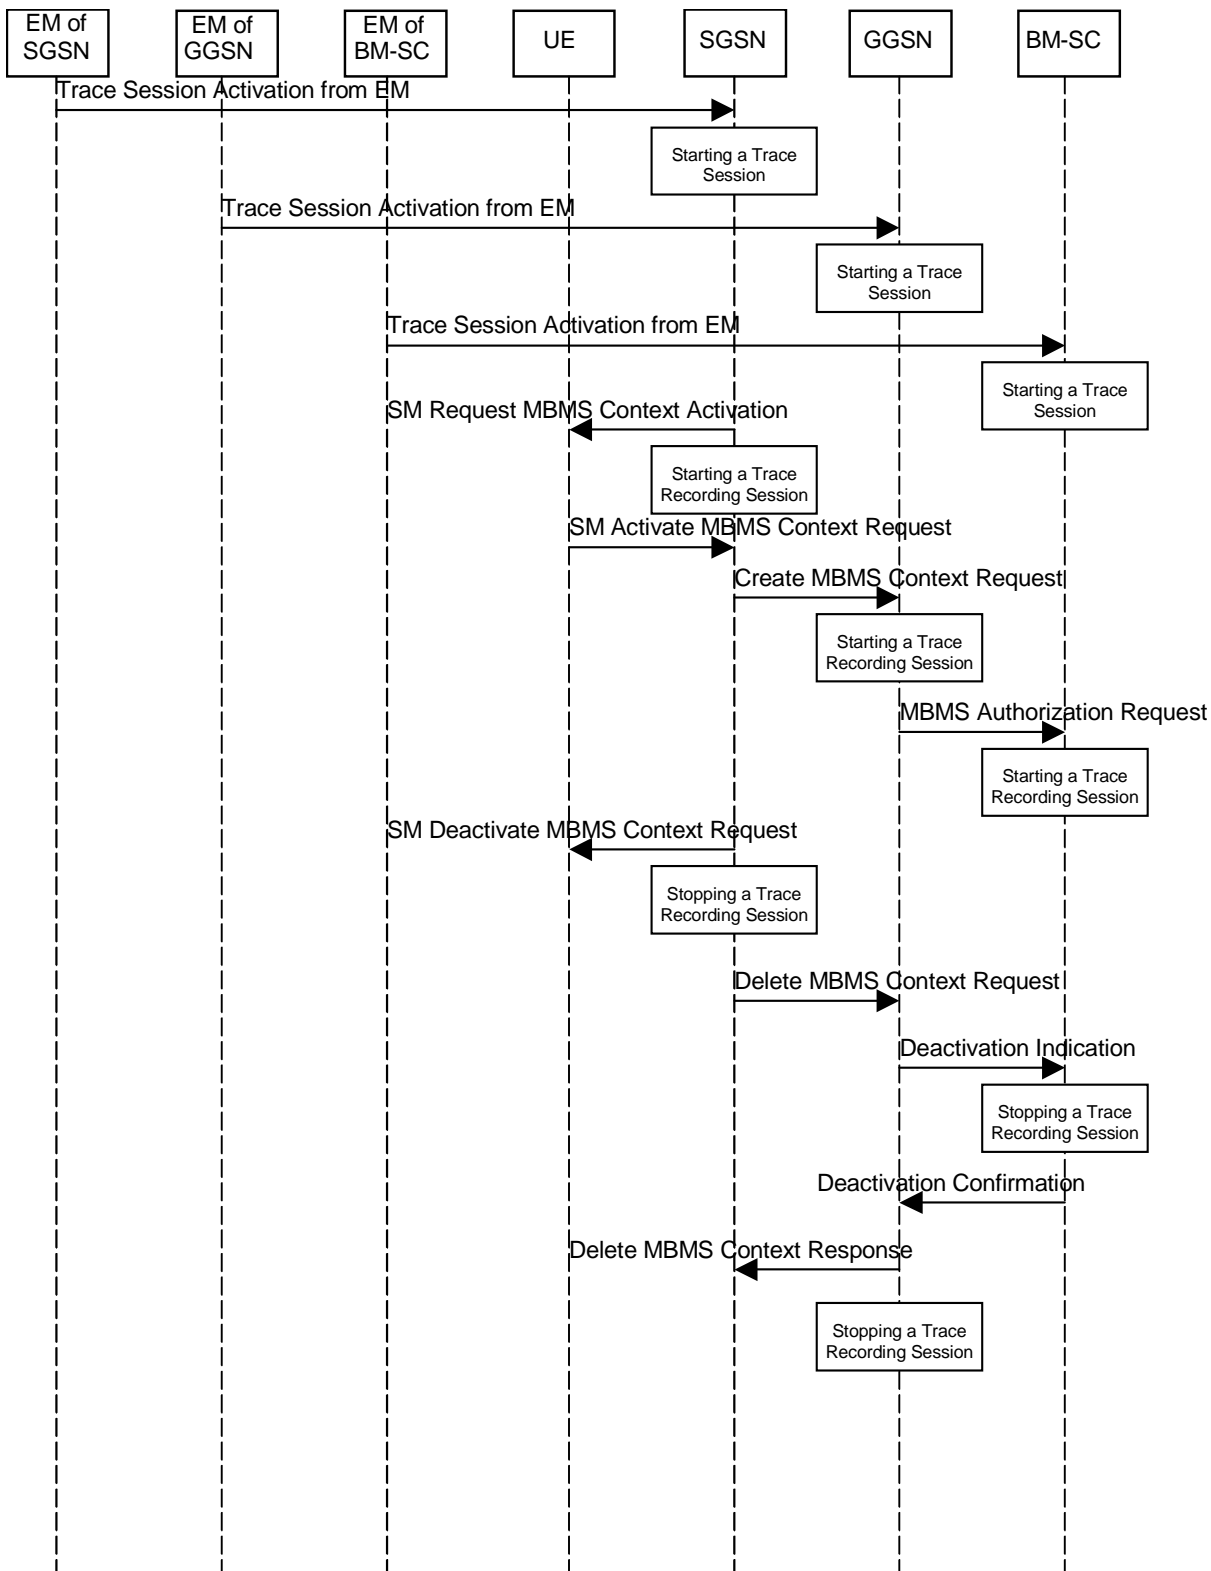 EM of
SGSN
EM of
GGSN
EM of
BM-SC
UE
SGSN
GGSN
BM-SC
Trace Session Activation from EM
Starting a Trace
Session
Trace Session Activation from EM
Starting a Trace
Session
Trace Session Activation from EM
Starting a Trace
Session
SM Request MBMS Context Activation
Starting a Trace
Recording Session
SM Activate MBMS Context Request
Create MBMS Context Request
Starting a Trace
Recording Session
MBMS Authorization Request
Starting a Trace
Recording Session
SM Deactivate MBMS Context Request
Stopping a Trace
Recording Session
Delete MBMS Context Request
Deactivation Indication
Stopping a Trace
Recording Session
Deactivation Confirmation
Delete MBMS Context Response
Stopping a Trace
Recording Session